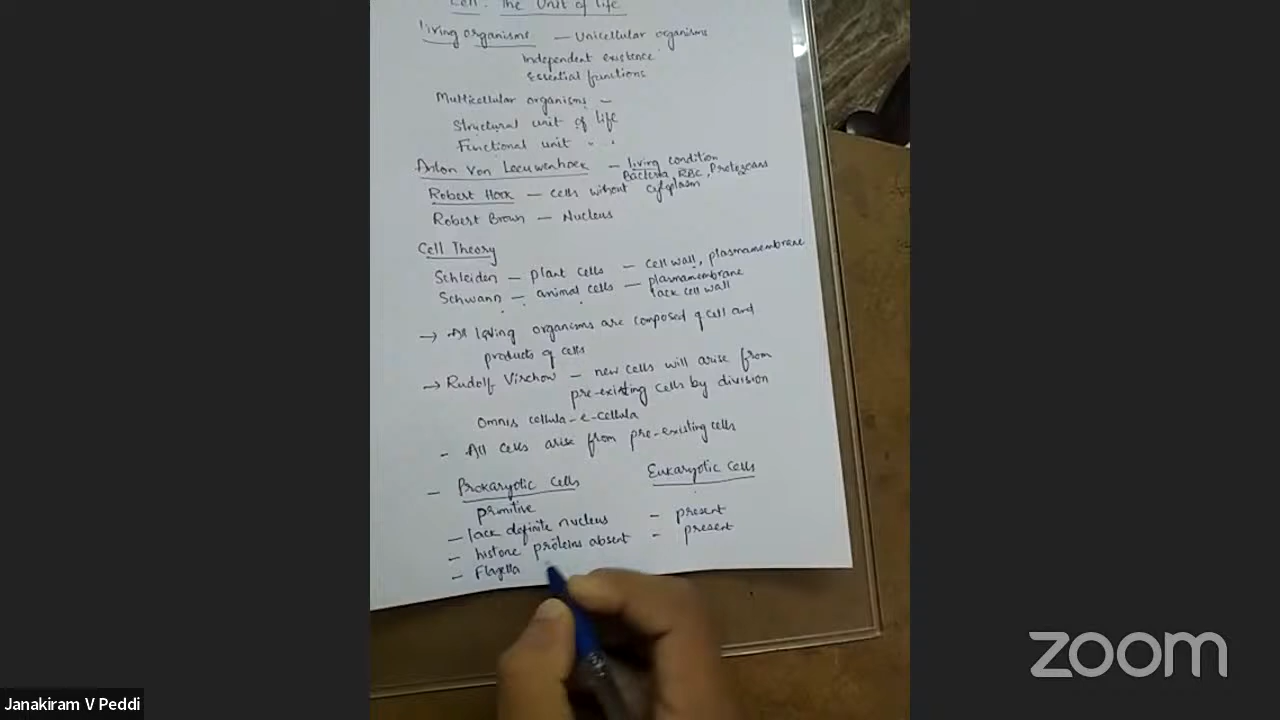 Cell: The Unit of life
Living organisms — Unicellular organisms
Independent existence
Essential functions
Multicellular organisms —
Structural unit of life
Functional unit " "
Anton Von Leeuwenhoek — living condition
Bacteria, RBC, Protozoans
Robert Hook — cells without cytoplasm
Robert Brown — Nucleus
Cell Theory
Schleiden — plant cells — cell wall, plasmamembrane
Schwann — animal cells — plasmamembrane
lack cell wall
→ All living organisms are composed of cell and
products of cells
→ Rudolf Virchow — new cells will arise from
pre-existing cells by division
Omnis cellula-e-cellula
- All cells arise from pre-existing cells
- Prokaryotic cells Eukaryotic cells
primitive
- lack definite nucleus - present
- histone proteins absent - present
- Flagella
zoom
Janakiram V Peddi